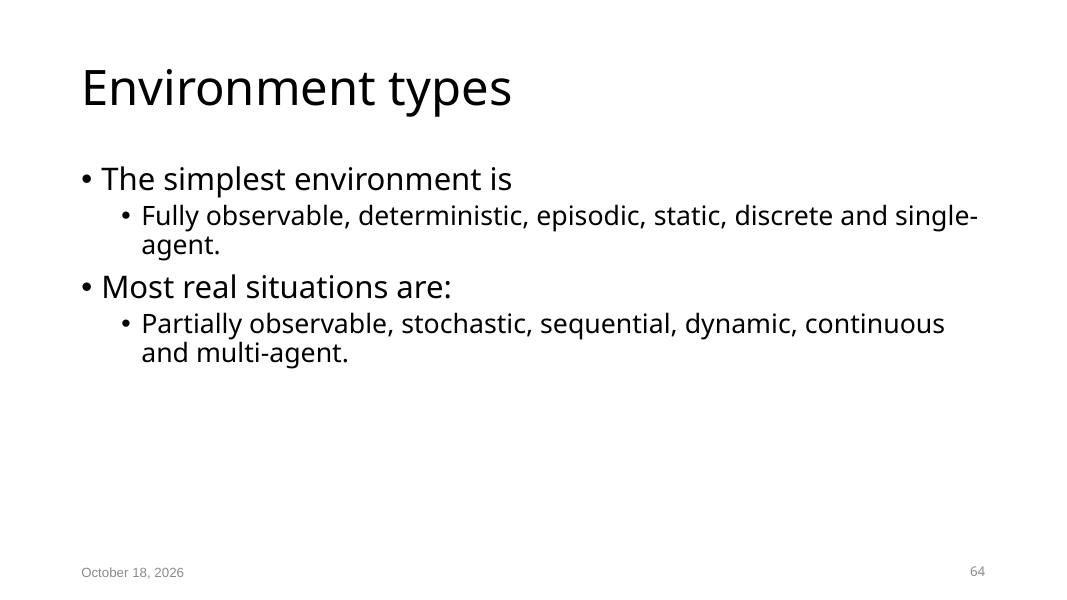 Environment types
• The simplest environment is
• Fully observable, deterministic, episodic, static, discrete and single-
agent.
• Most real situations are:
• Partially observable, stochastic, sequential, dynamic, continuous
and multi-agent.
October 18, 2026
64